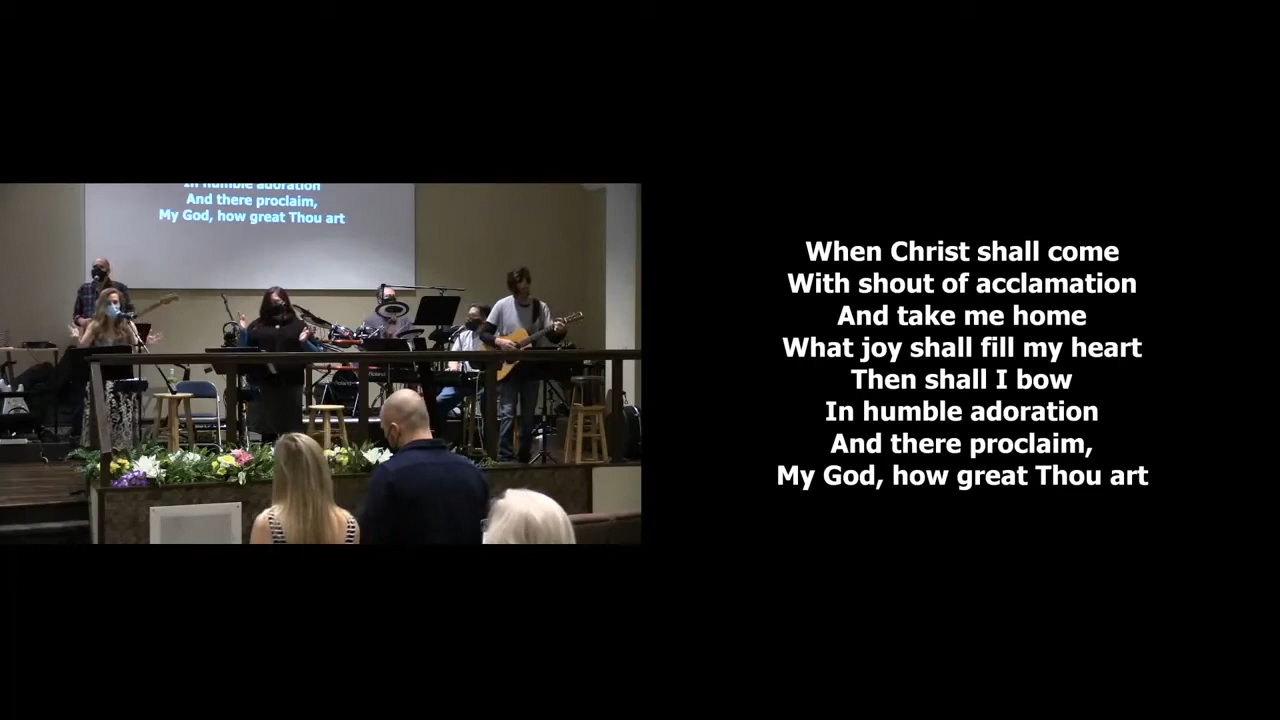 In humble adoration
And there proclaim,
My God, how great Thou art
When Christ shall come
With shout of acclamation
And take me home
What joy shall fill my heart
Then shall I bow
In humble adoration
And there proclaim,
My God, how great Thou art
Roland
Roland